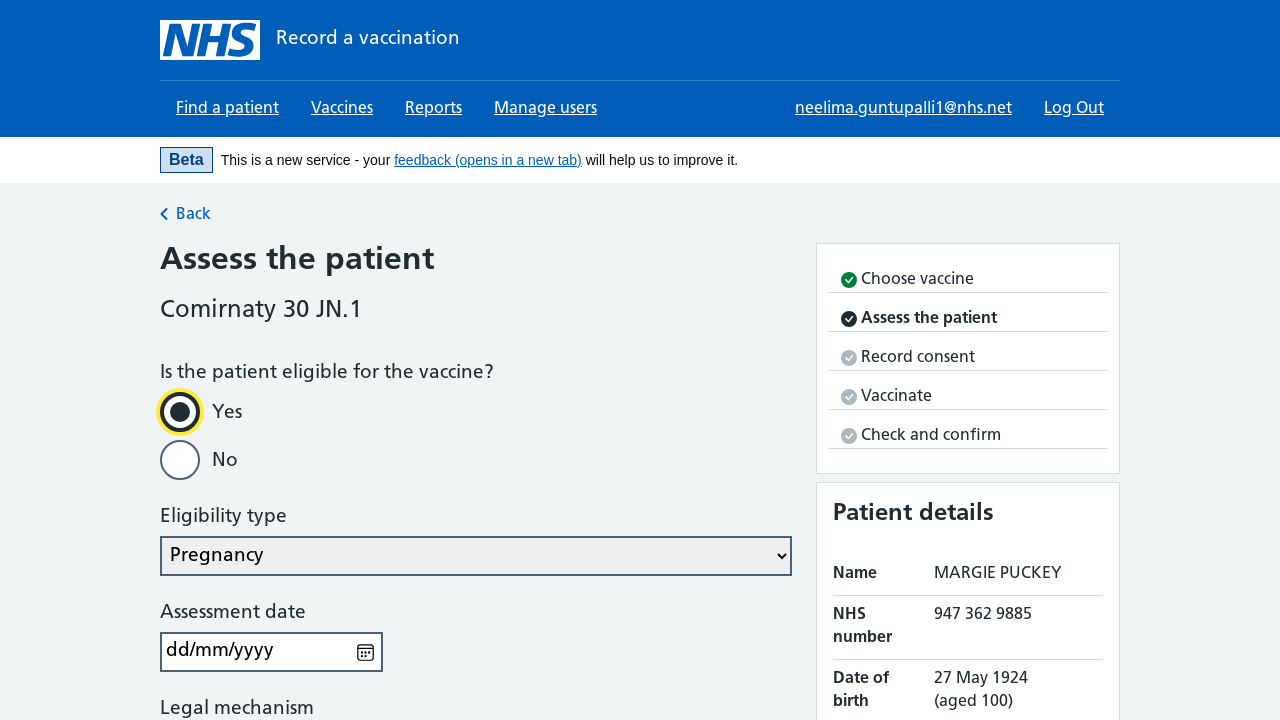 NHS Record a vaccination
Find a patient Vaccines Reports Manage users neelima.guntupalli1@nhs.net Log Out
Beta This is a new service - your feedback (opens in a new tab) will help us to improve it.
Back
Assess the patient
Comirnaty 30 JN.1
Is the patient eligible for the vaccine?
Yes
No
Eligibility type
Pregnancy
Assessment date
dd/mm/yyyy
Legal mechanism
Choose vaccine
Assess the patient
Record consent
Vaccinate
Check and confirm
Patient details
Name MARGIE PUCKEY
NHS number 947 362 9885
Date of birth 27 May 1924 (aged 100)